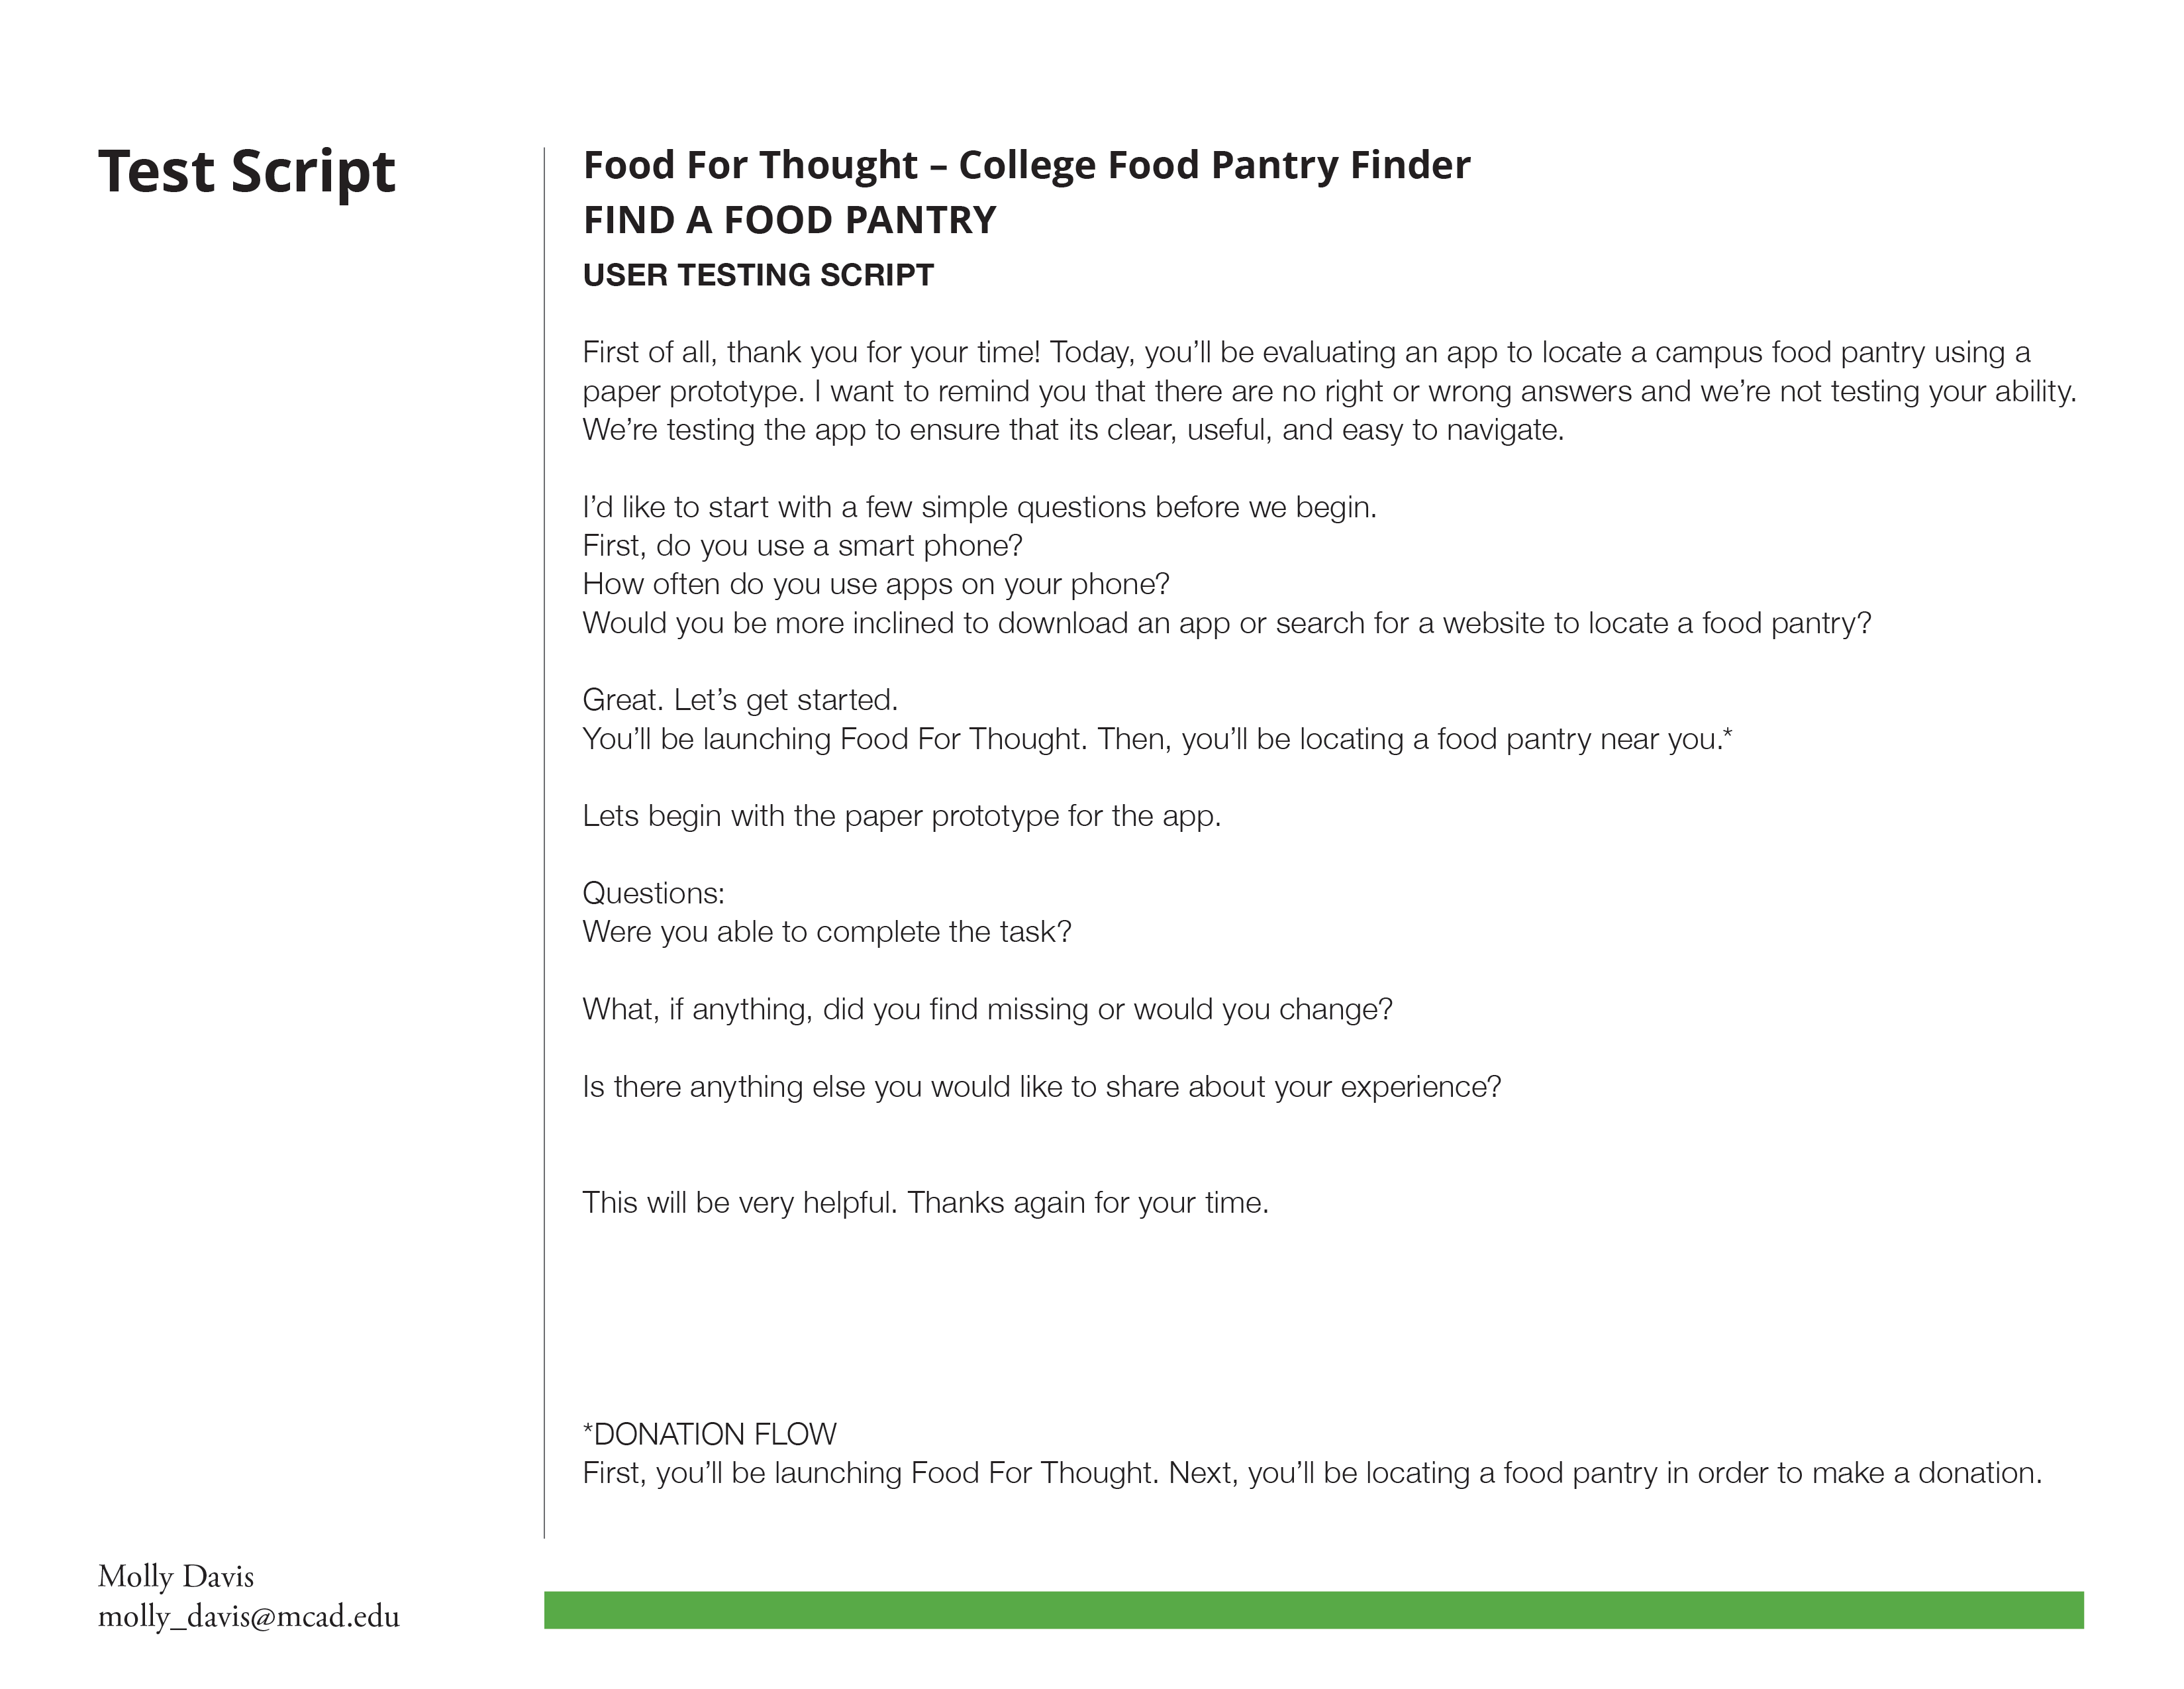 Test Script
Food For Thought – College Food Pantry Finder
FIND A FOOD PANTRY
USER TESTING SCRIPT
First of all, thank you for your time! Today, you’ll be evaluating an app to locate a campus food pantry using a
paper prototype. I want to remind you that there are no right or wrong answers and we’re not testing your ability.
We’re testing the app to ensure that its clear, useful, and easy to navigate.
I’d like to start with a few simple questions before we begin.
First, do you use a smart phone?
How often do you use apps on your phone?
Would you be more inclined to download an app or search for a website to locate a food pantry?
Great. Let’s get started.
You’ll be launching Food For Thought. Then, you’ll be locating a food pantry near you.*
Lets begin with the paper prototype for the app.
Questions:
Were you able to complete the task?
What, if anything, did you find missing or would you change?
Is there anything else you would like to share about your experience?
This will be very helpful. Thanks again for your time.
*DONATION FLOW
First, you’ll be launching Food For Thought. Next, you’ll be locating a food pantry in order to make a donation.
Molly Davis
molly_davis@mcad.edu